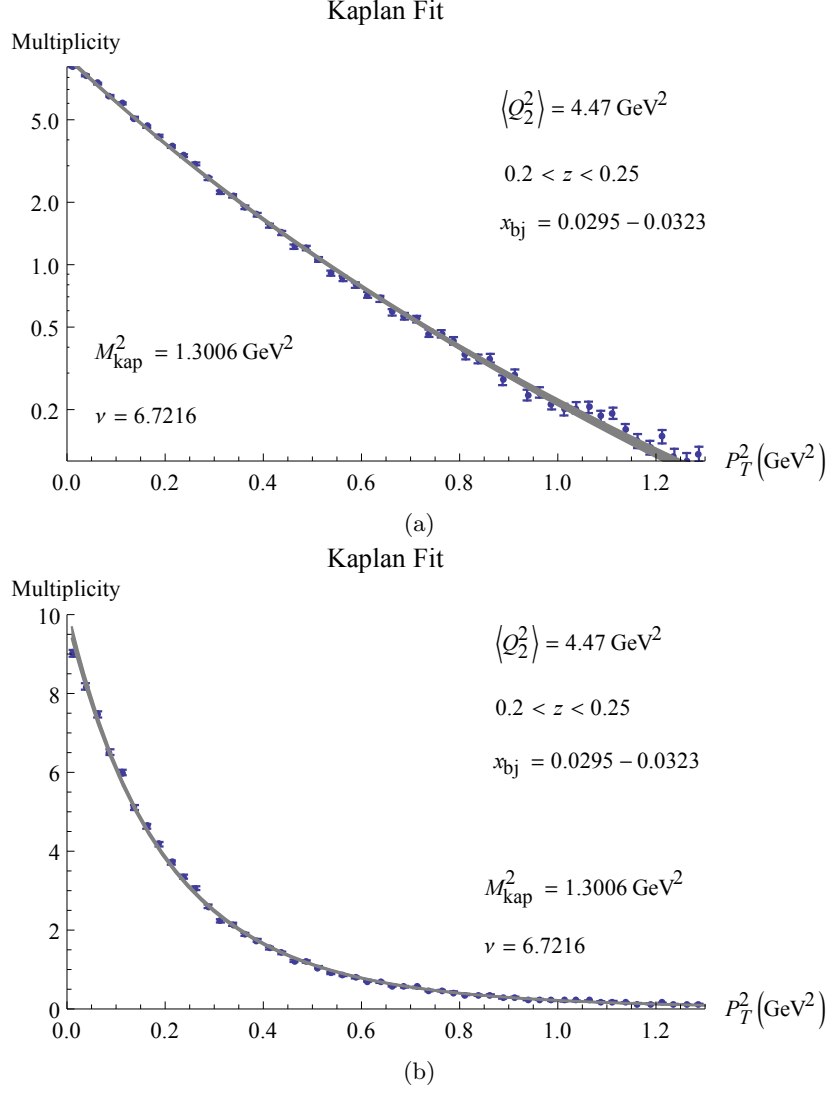 Kaplan Fit
Multiplicity
5.0
2.0
1.0
0.5
0.2
⟨Q₂²⟩ = 4.47 GeV²
0.2 < z < 0.25
x_bj = 0.0295 − 0.0323
M²_kap = 1.3006 GeV²
ν = 6.7216
0.0 0.2 0.4 0.6 0.8 1.0 1.2
P_T² (GeV²)
(a)
Kaplan Fit
Multiplicity
10
8
6
4
2
0
⟨Q₂²⟩ = 4.47 GeV²
0.2 < z < 0.25
x_bj = 0.0295 − 0.0323
M²_kap = 1.3006 GeV²
ν = 6.7216
0.0 0.2 0.4 0.6 0.8 1.0 1.2
P_T² (GeV²)
(b)